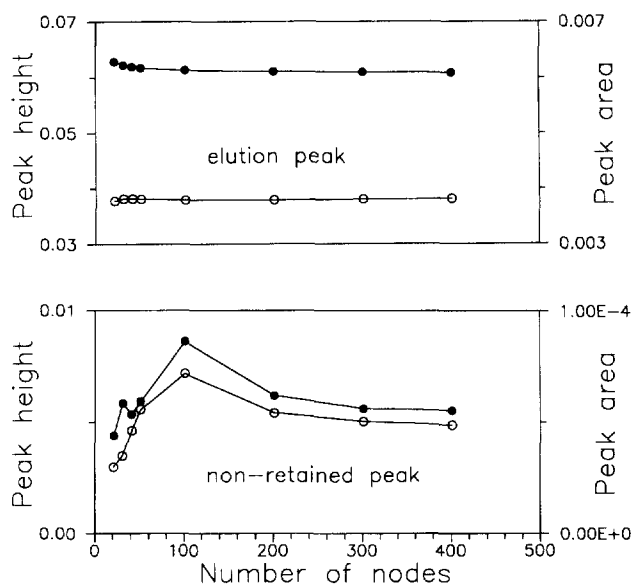 0.07
0.05
0.03
Peak height
elution peak
0.007
0.003
Peak area
0.01
0.00
Peak height
non-retained peak
1.00E-4
0.00E+0
Peak area
0 100 200 300 400 500
Number of nodes